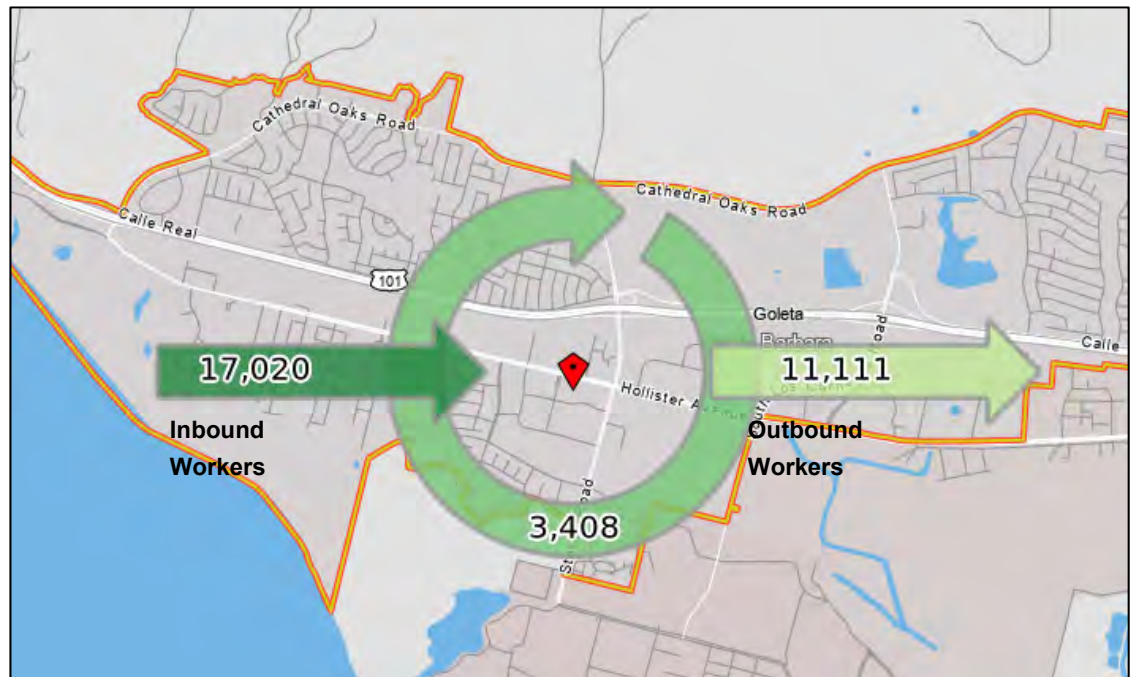 Cathedral Oaks Road
Cathedral Oaks Road
Calle Real
101
Goleta
Calle
17,020
11,111
Hollister Avenue
Inbound
Workers
Outbound
Workers
3,408